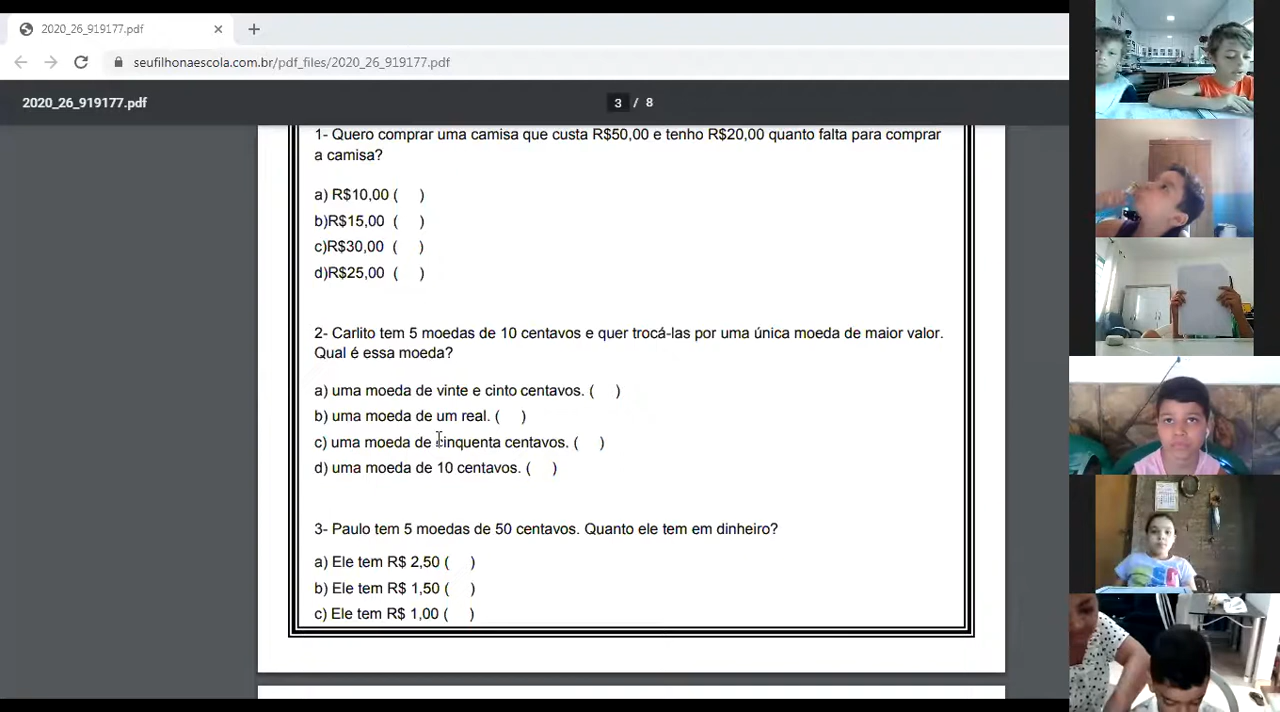 2020_26_919177.pdf
seufilhonaescola.com.br/pdf_files/2020_26_919177.pdf
2020_26_919177.pdf
3 / 8
1- Quero comprar uma camisa que custa R$50,00 e tenho R$20,00 quanto falta para comprar
a camisa?
a) R$10,00 ( )
b)R$15,00 ( )
c)R$30,00 ( )
d)R$25,00 ( )
2- Carlito tem 5 moedas de 10 centavos e quer trocá-las por uma única moeda de maior valor.
Qual é essa moeda?
a) uma moeda de vinte e cinto centavos. ( )
b) uma moeda de um real. ( )
c) uma moeda de cinquenta centavos. ( )
d) uma moeda de 10 centavos. ( )
3- Paulo tem 5 moedas de 50 centavos. Quanto ele tem em dinheiro?
a) Ele tem R$ 2,50 ( )
b) Ele tem R$ 1,50 ( )
c) Ele tem R$ 1,00 ( )